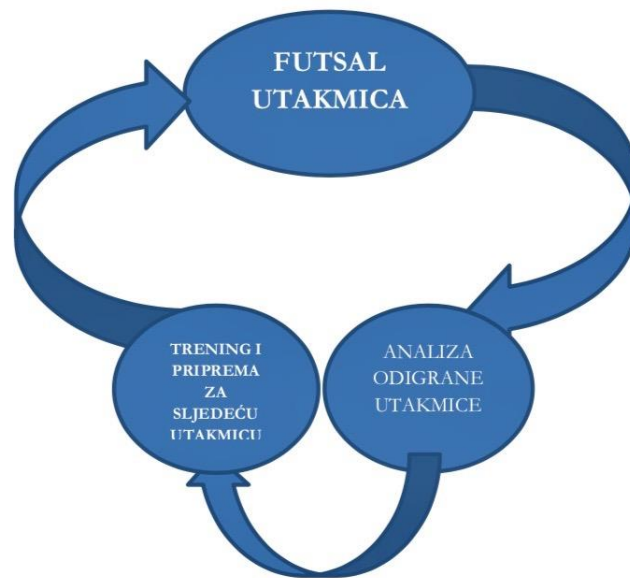 FUTSAL
UTAKMICA
TRENING I
PRIPREMA
ZA
SLJEDEĆU
UTAKMICU
ANALIZA
ODIGRANE
UTAKMICE